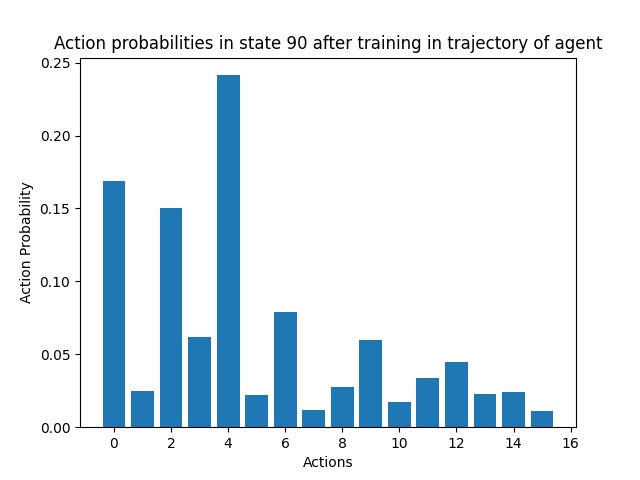 Action probabilities in state 90 after training in trajectory of agent
0.25
0.20
0.15
0.10
0.05
0.00
Action Probability
0 2 4 6 8 10 12 14 16
Actions